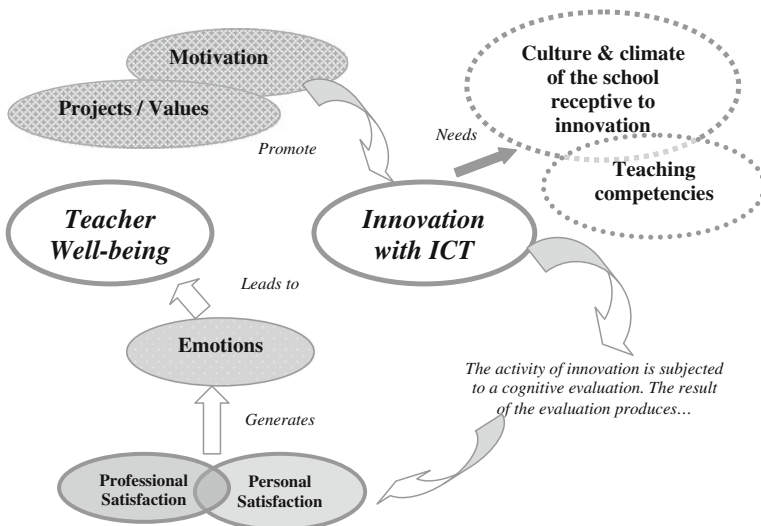 Motivation
Projects / Values
Promote
Culture & climate
of the school
receptive to
innovation
Needs
Teaching
competencies
Teacher
Well-being
Innovation
with ICT
Leads to
Emotions
The activity of innovation is subjected
to a cognitive evaluation. The result
of the evaluation produces…
Generates
Professional
Satisfaction
Personal
Satisfaction